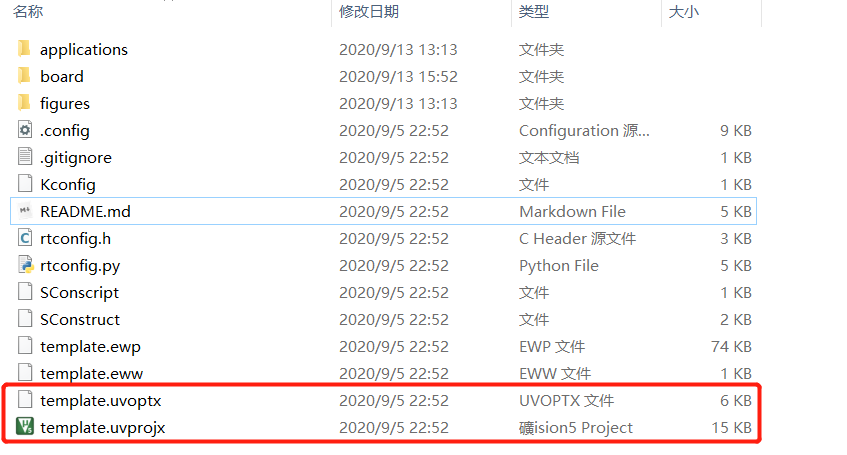 名称 修改日期 类型 大小
applications 2020/9/13 13:13 文件夹
board 2020/9/13 15:52 文件夹
figures 2020/9/13 13:13 文件夹
.config 2020/9/5 22:52 Configuration 源... 9 KB
.gitignore 2020/9/5 22:52 文本文档 1 KB
Kconfig 2020/9/5 22:52 文件 1 KB
README.md 2020/9/5 22:52 Markdown File 5 KB
rtconfig.h 2020/9/5 22:52 C Header 源文件 3 KB
rtconfig.py 2020/9/5 22:52 Python File 5 KB
SConscript 2020/9/5 22:52 文件 1 KB
SConstruct 2020/9/5 22:52 文件 2 KB
template.ewp 2020/9/5 22:52 EWP 文件 74 KB
template.eww 2020/9/5 22:52 EWW 文件 1 KB
template.uvoptx 2020/9/5 22:52 UVOPTX 文件 6 KB
template.uvprojx 2020/9/5 22:52 礦ision5 Project 15 KB